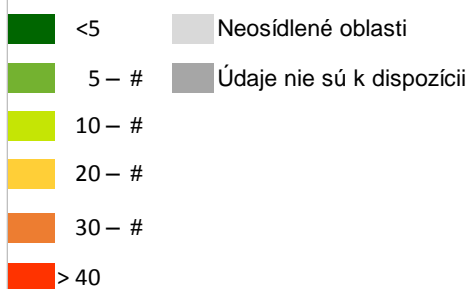 <5 Neosídlené oblasti
5 – # Údaje nie sú k dispozícii
10 – #
20 – #
30 – #
> 40